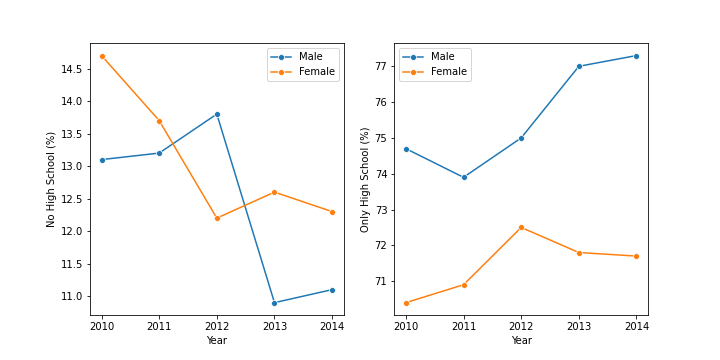 Male
Female
14.5
14.0
13.5
13.0
12.5
12.0
11.5
11.0
No High School (%)
2010 2011 2012 2013 2014
Year
Male
Female
77
76
75
74
73
72
71
Only High School (%)
2010 2011 2012 2013 2014
Year